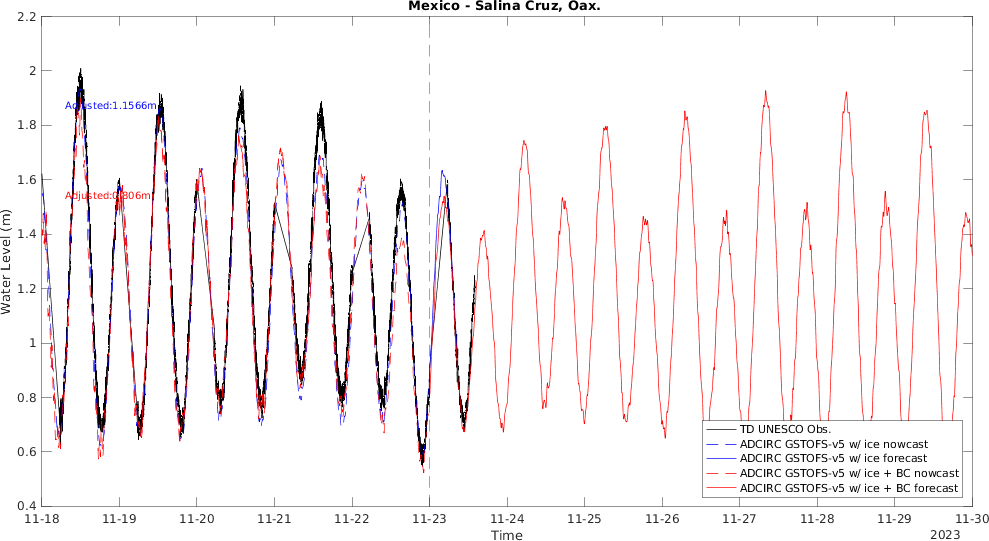 Mexico - Salina Cruz, Oax.
2.2
2
1.8
1.6
1.4
1.2
1
0.8
0.6
0.4
Water Level (m)
Adjusted:1.1566m
Adjusted:0.806m
TD UNESCO Obs.
ADCIRC GSTOFS-v5 w/ ice nowcast
ADCIRC GSTOFS-v5 w/ ice forecast
ADCIRC GSTOFS-v5 w/ ice + BC nowcast
ADCIRC GSTOFS-v5 w/ ice + BC forecast
11-18 11-19 11-20 11-21 11-22 11-23 11-24 11-25 11-26 11-27 11-28 11-29 11-30
Time
2023